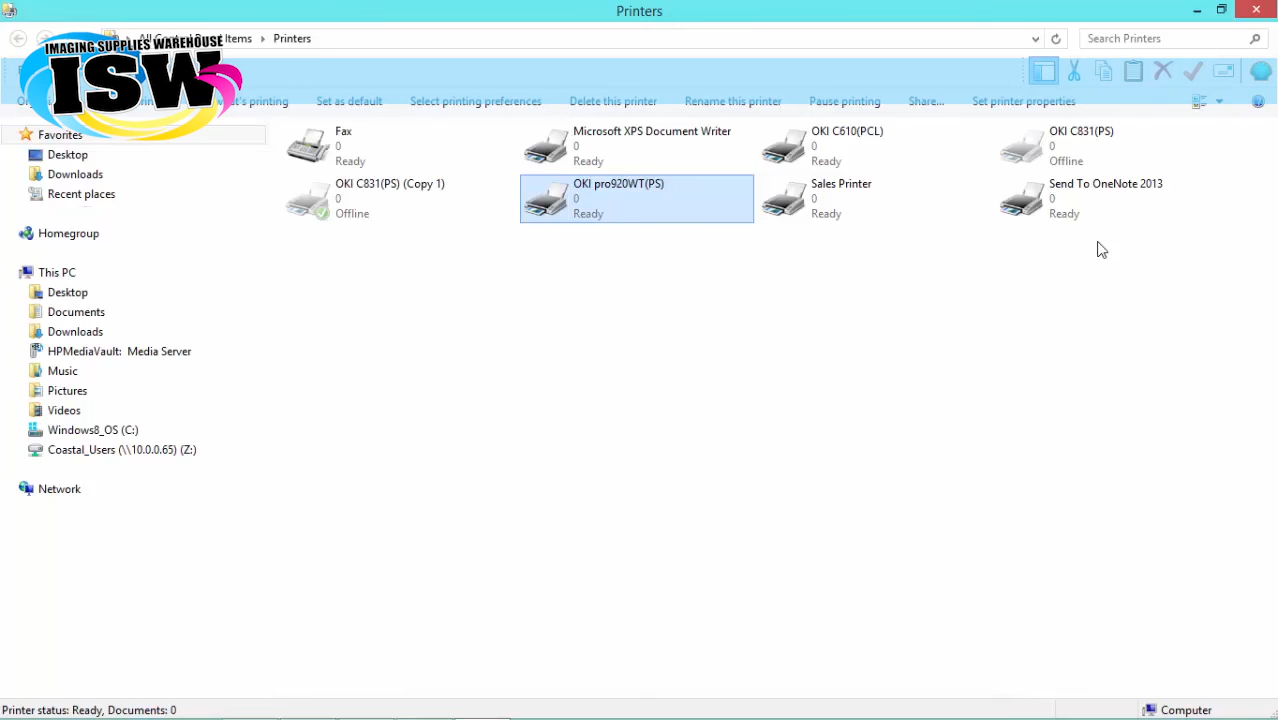 Printers
All Control Panel Items
Printers
Search Printers
IMAGING SUPPLIES WAREHOUSE
ISW
what's printing
Set as default
Select printing preferences
Delete this printer
Rename this printer
Pause printing
Share...
Set printer properties
Favorites
Desktop
Downloads
Recent places
Homegroup
This PC
Desktop
Documents
Downloads
HPMediaVault: Media Server
Music
Pictures
Videos
Windows8_OS (C:)
Coastal_Users (\\10.0.0.65) (Z:)
Network
Fax
0
Ready
Microsoft XPS Document Writer
0
Ready
OKI C610(PCL)
0
Ready
OKI C831(PS)
0
Offline
OKI C831(PS) (Copy 1)
0
Offline
OKI pro920WT(PS)
0
Ready
Sales Printer
0
Ready
Send To OneNote 2013
0
Ready
Printer status: Ready, Documents: 0
Computer